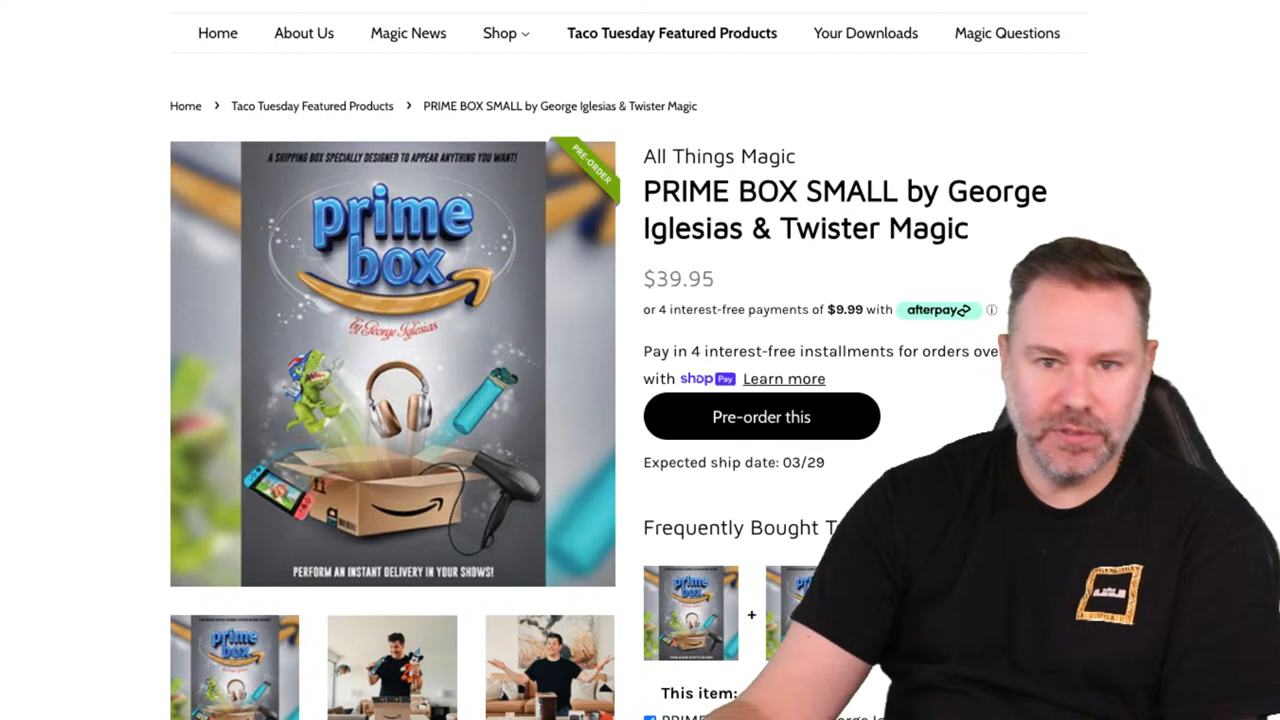 Home About Us Magic News Shop Taco Tuesday Featured Products Your Downloads Magic Questions
Home › Taco Tuesday Featured Products › PRIME BOX SMALL by George Iglesias & Twister Magic
A SHIPPING BOX SPECIALLY DESIGNED TO APPEAR ANYTHING YOU WANT!
PRE-ORDER
prime
box
by George Iglesias
PERFORM AN INSTANT DELIVERY IN YOUR SHOWS!
All Things Magic
PRIME BOX SMALL by George
Iglesias & Twister Magic
$39.95
or 4 interest-free payments of $9.99 with afterpay
Pay in 4 interest-free installments for orders
with shop Pay Learn more
Pre-order this
Expected ship date: 03/29
Frequently Bought
prime
box
+
prime
This item:
prime
box